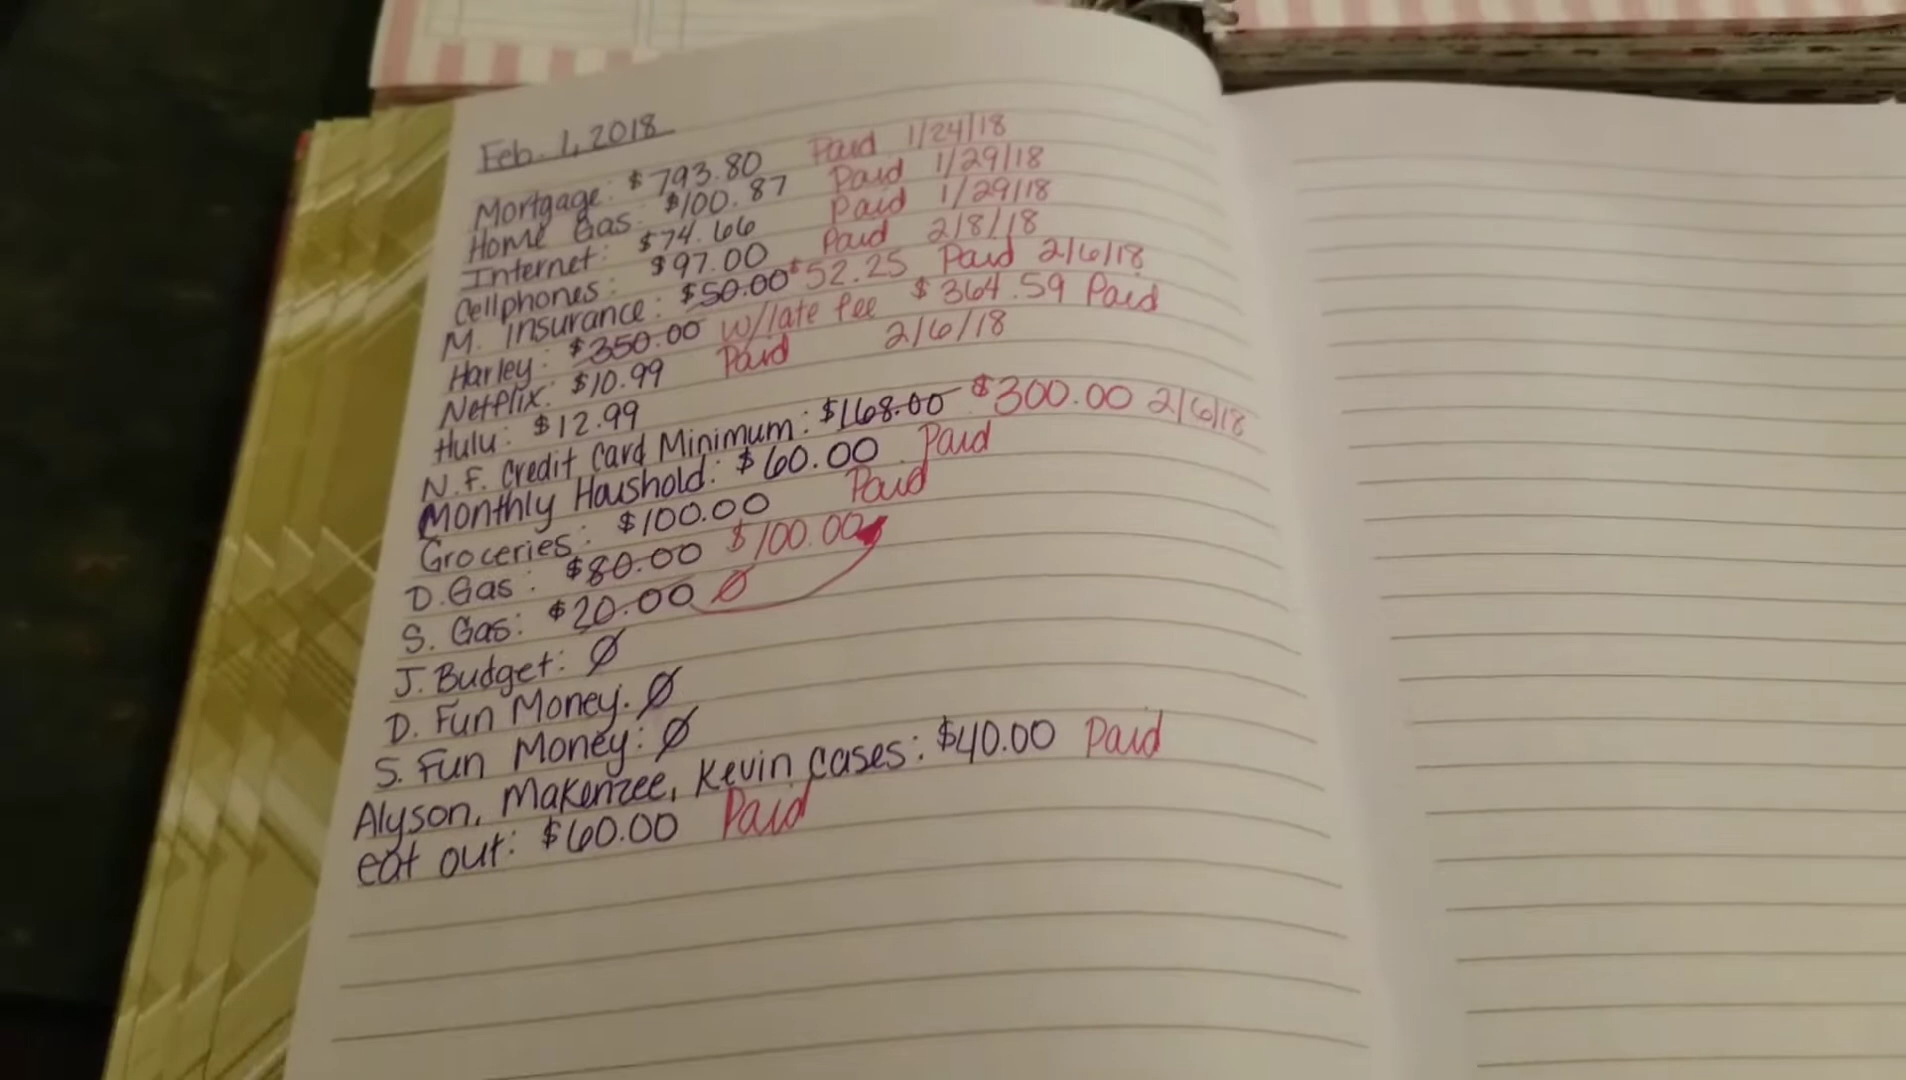 Feb. 1, 2018
Mortgage: $793.80 Paid 1/24/18
Home Gas: $100.87 Paid 1/29/18
Internet: $74.66 Paid 1/29/18
Cellphones: $97.00 Paid 2/8/18
M. Insurance: $50.00 $52.25 Paid 2/6/18
Harley: $350.00 w/late fee $364.59 Paid
Netflix: $10.99 Paid 2/6/18
Hulu: $12.99
N.F. Credit Card Minimum: $168.00 $300.00 2/6/18
Monthly Houshold: $60.00 Paid
Groceries: $100.00 Paid
D. Gas: $80.00 $100.00
S. Gas: $20.00 Ø
J. Budget: Ø
D. Fun Money: Ø
S. Fun Money: Ø
Alyson, Makenzee, Kevin cases: $40.00 Paid
eat out: $60.00 Paid